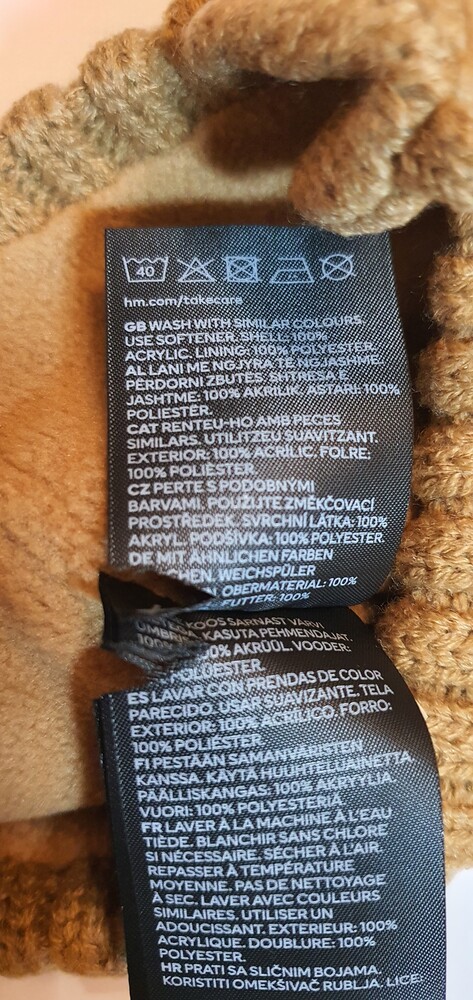 40
hm.com/takecare
GB WASH WITH SIMILAR COLOURS.
USE SOFTENER. SHELL: 100%
ACRYLIC. LINING: 100% POLYESTER.
AL LANI ME NGJYRA TË NGJASHME.
PËRDORNI ZBUTËS. SHTRESA E
JASHTME: 100% AKRILIK. ASTARI: 100%
POLIESTËR.
CAT RENTEU-HO AMB PECES
SIMILARS. UTILITZEU SUAVITZANT.
EXTERIOR: 100% ACRÍLIC. FOLRE:
100% POLIÈSTER.
CZ PERTE S PODOBNÝMI
BARVAMI. POUŽIJTE ZMĚKČOVACÍ
PROSTŘEDEK. SVRCHNÍ LÁTKA: 100%
AKRYL. PODŠÍVKA: 100% POLYESTER.
DE MIT ÄHNLICHEN FARBEN
WEICHSPÜLER
OBERMATERIAL: 100%
FUTTER: 100%
KOOS SARNAST VÄRVI
KASUTA PEHMENDAJAT.
AKRÜÜL. VOODER:
ES LAVAR CON PRENDAS DE COLOR
PARECIDO. USAR SUAVIZANTE. TELA
EXTERIOR: 100% ACRÍLICO. FORRO:
100% POLIÉSTER.
FI PESTÄÄN SAMANVÄRISTEN
KANSSA. KÄYTÄ HUUHTELUAINETTA.
PÄÄLLISKANGAS: 100% AKRYYLIA.
VUORI: 100% POLYESTERIÄ.
FR LAVER À LA MACHINE À L'EAU
TIÈDE. BLANCHIR SANS CHLORE
SI NÉCESSAIRE. SÉCHER À L'AIR.
REPASSER À TEMPÉRATURE
MOYENNE. PAS DE NETTOYAGE
À SEC. LAVER AVEC COULEURS
SIMILAIRES. UTILISER UN
ADOUCISSANT. EXTERIEUR: 100%
ACRYLIQUE. DOUBLURE: 100%
POLYESTER.
HR PRATI SA SLIČNIM BOJAMA.
KORISTITI OMEKŠIVAČ RUBLJA. LICE: